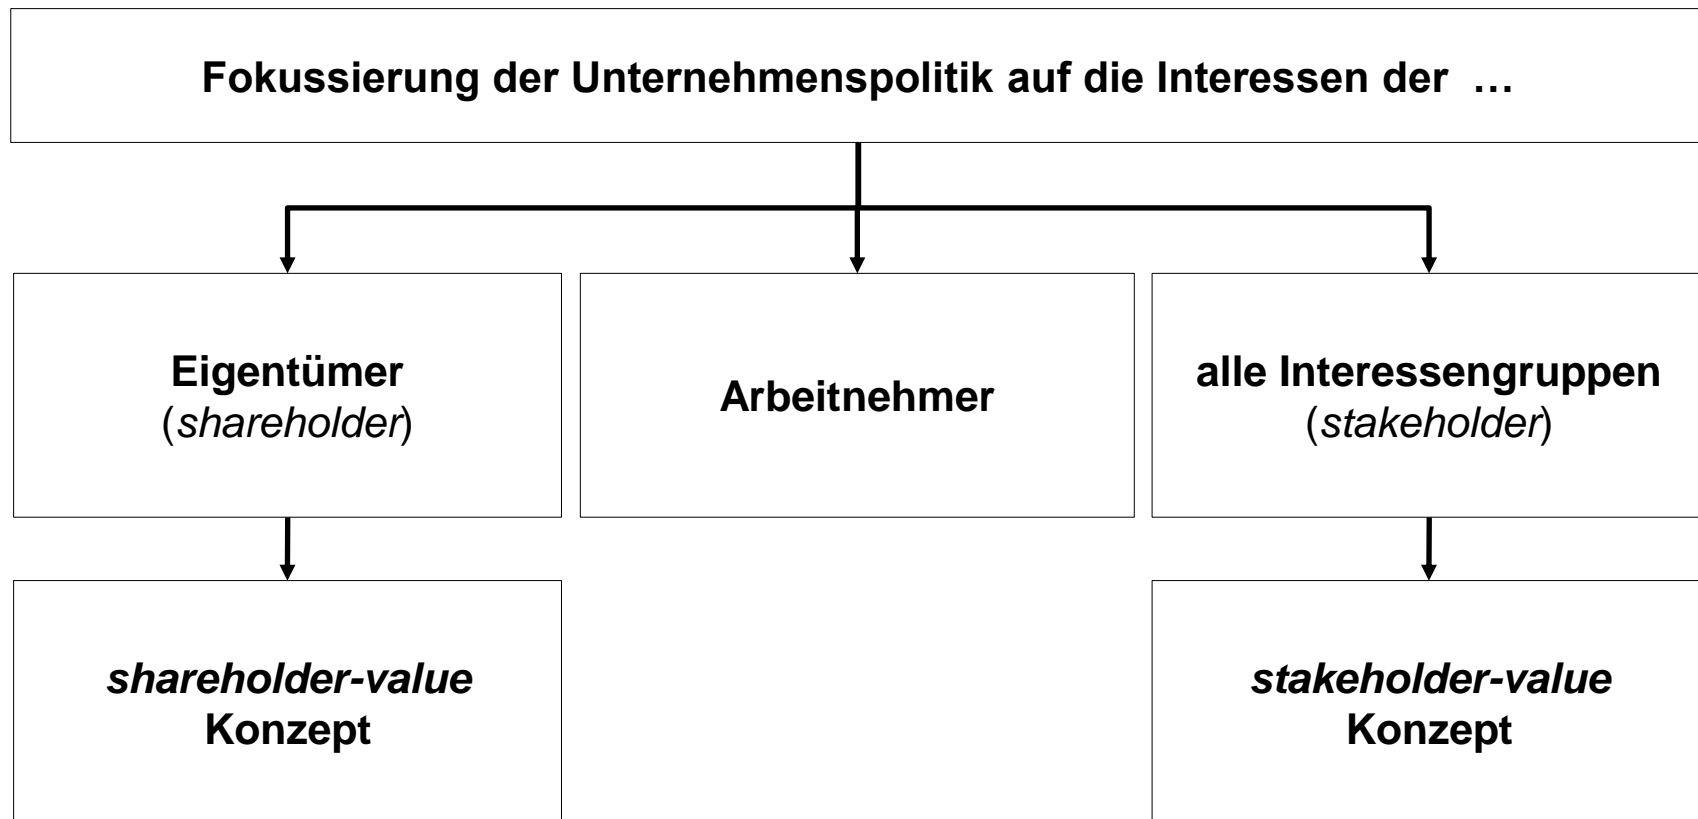 Fokussierung der Unternehmenspolitik auf die Interessen der …
Eigentümer
(shareholder)
Arbeitnehmer
alle Interessengruppen
(stakeholder)
shareholder-value
Konzept
stakeholder-value
Konzept